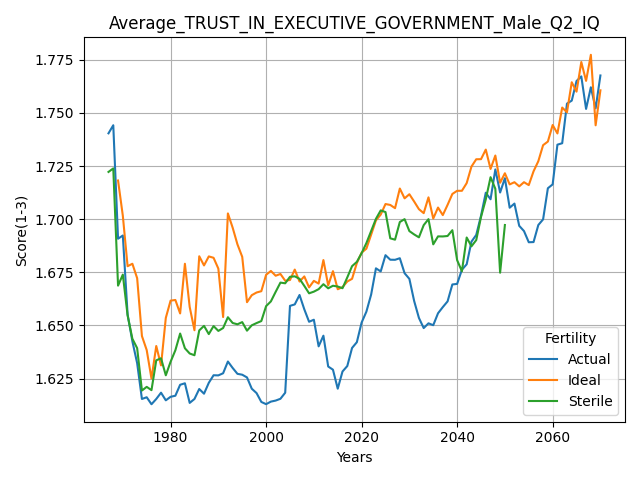 Average_TRUST_IN_EXECUTIVE_GOVERNMENT_Male_Q2_IQ
Score(1-3)
1.775
1.750
1.725
1.700
1.675
1.650
1.625
Fertility
Actual
Ideal
Sterile
1980
2000
2020
2040
2060
Years